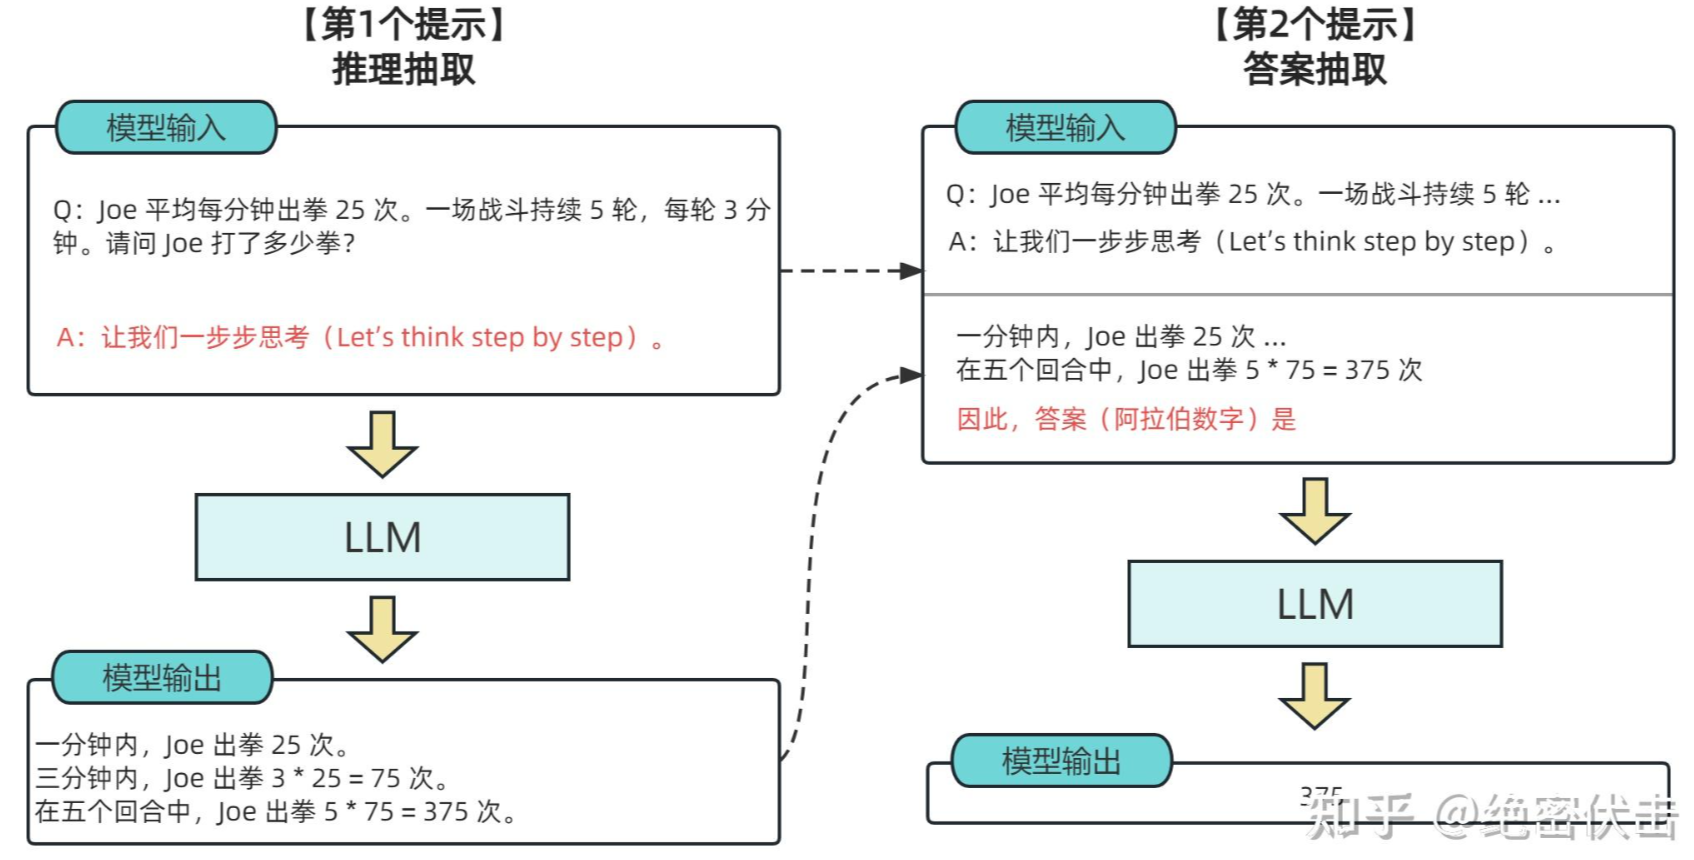 【第1个提示】
推理抽取
模型输入
Q：Joe 平均每分钟出拳 25 次。一场战斗持续 5 轮，每轮 3 分
钟。请问 Joe 打了多少拳？
A：让我们一步步思考（Let’s think step by step）。
LLM
模型输出
一分钟内，Joe 出拳 25 次。
三分钟内，Joe 出拳 3 * 25 = 75 次。
在五个回合中，Joe 出拳 5 * 75 = 375 次。
【第2个提示】
答案抽取
模型输入
Q：Joe 平均每分钟出拳 25 次。一场战斗持续 5 轮 ...
A：让我们一步步思考（Let’s think step by step）。
一分钟内，Joe 出拳 25 次 ...
在五个回合中，Joe 出拳 5 * 75 = 375 次
因此，答案（阿拉伯数字）是
LLM
模型输出
375
知乎 @绝密伏击